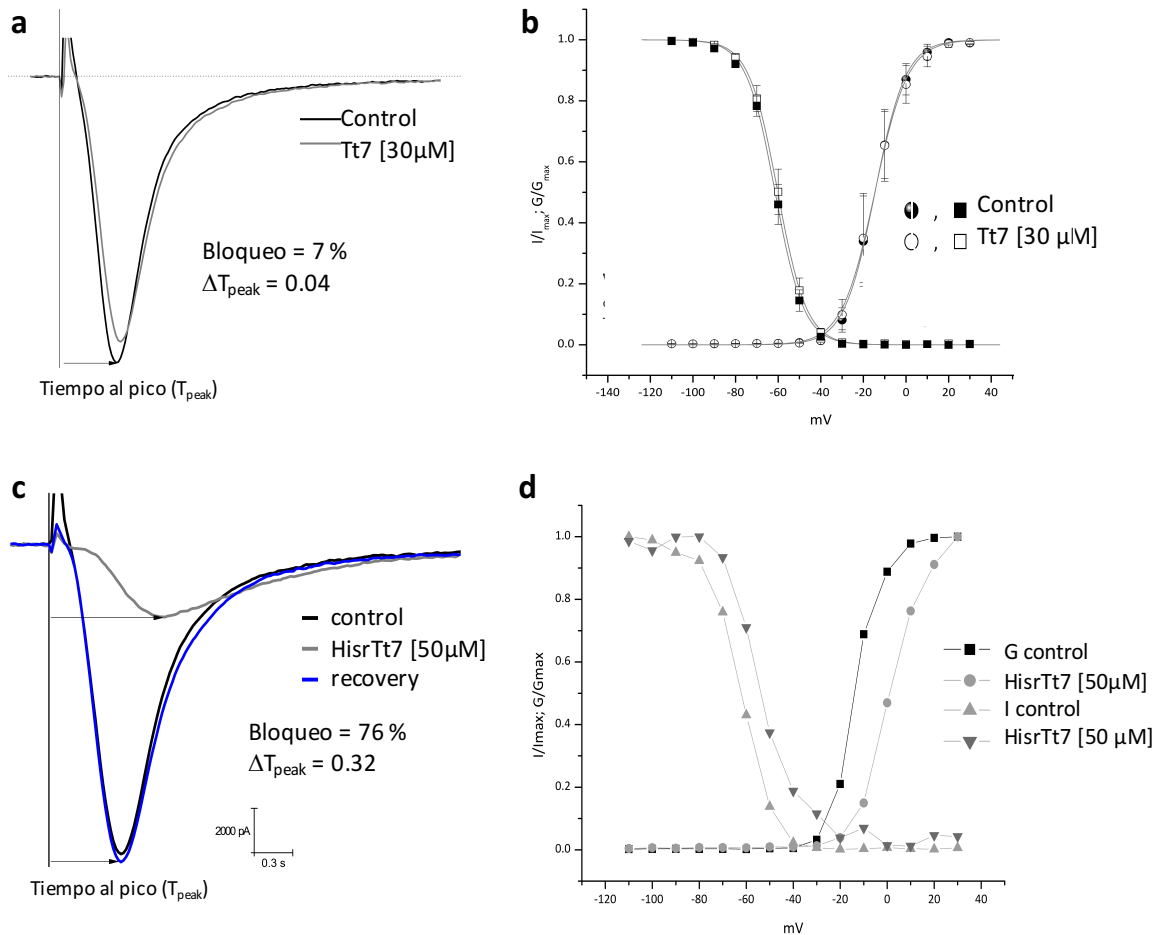 a
Control
Tt7 [30µM]
Bloqueo = 7 %
ΔTpeak = 0.04
Tiempo al pico (Tpeak)
b
I/Imax; G/Gmax
1.0
0.8
0.6
0.4
0.2
0.0
, Control
, Tt7 [30 µM]
-140 -120 -100 -80 -60 -40 -20 0 20 40
mV
c
control
HisrTt7 [50µM]
recovery
Bloqueo = 76 %
ΔTpeak = 0.32
2000 pA
0.3 s
Tiempo al pico (Tpeak)
d
I/Imax; G/Gmax
1.0
0.8
0.6
0.4
0.2
0.0
G control
HisrTt7 [50µM]
I control
HisrTt7 [50 µM]
-120 -100 -80 -60 -40 -20 0 20 40
mV